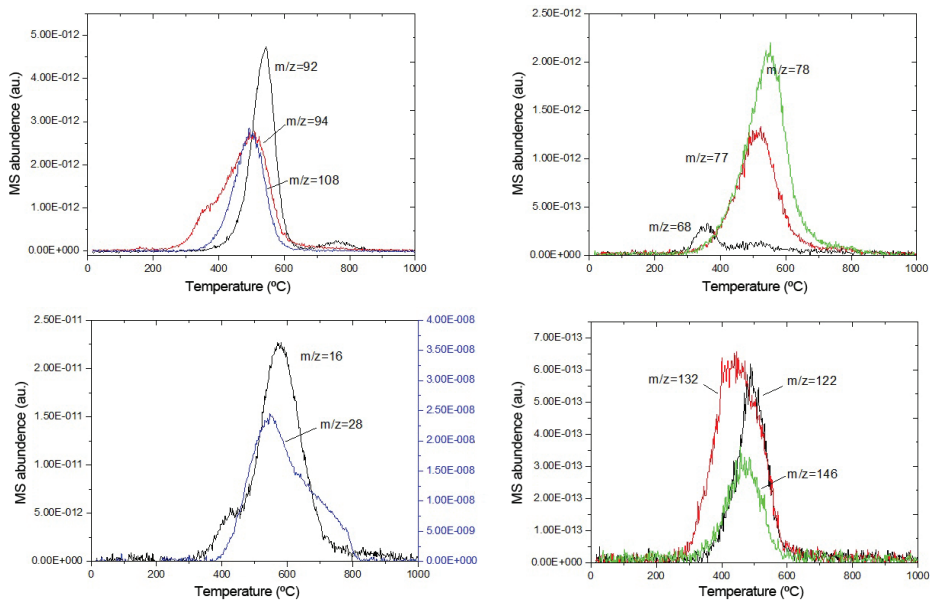 5.00E-012
4.00E-012
3.00E-012
2.00E-012
1.00E-012
0.00E+000
MS abundance (au.)
m/z=92
m/z=94
m/z=108
0 200 400 600 800 1000
Temperature (ºC)
2.50E-012
2.00E-012
1.50E-012
1.00E-012
5.00E-013
0.00E+000
MS abundance (au.)
m/z=78
m/z=77
m/z=68
0 200 400 600 800 1000
Temperature (ºC)
2.50E-011
2.00E-011
1.50E-011
1.00E-011
5.00E-012
0.00E+000
MS abundance (au.)
m/z=16
m/z=28
4.00E-008
3.50E-008
3.00E-008
2.50E-008
2.00E-008
1.50E-008
1.00E-008
5.00E-009
0.00E+000
0 200 400 600 800 1000
Temperature (ºC)
7.00E-013
6.00E-013
5.00E-013
4.00E-013
3.00E-013
2.00E-013
1.00E-013
0.00E+000
MS abundance (au.)
m/z=132
m/z=122
m/z=146
0 200 400 600 800 1000
Temperature (ºC)